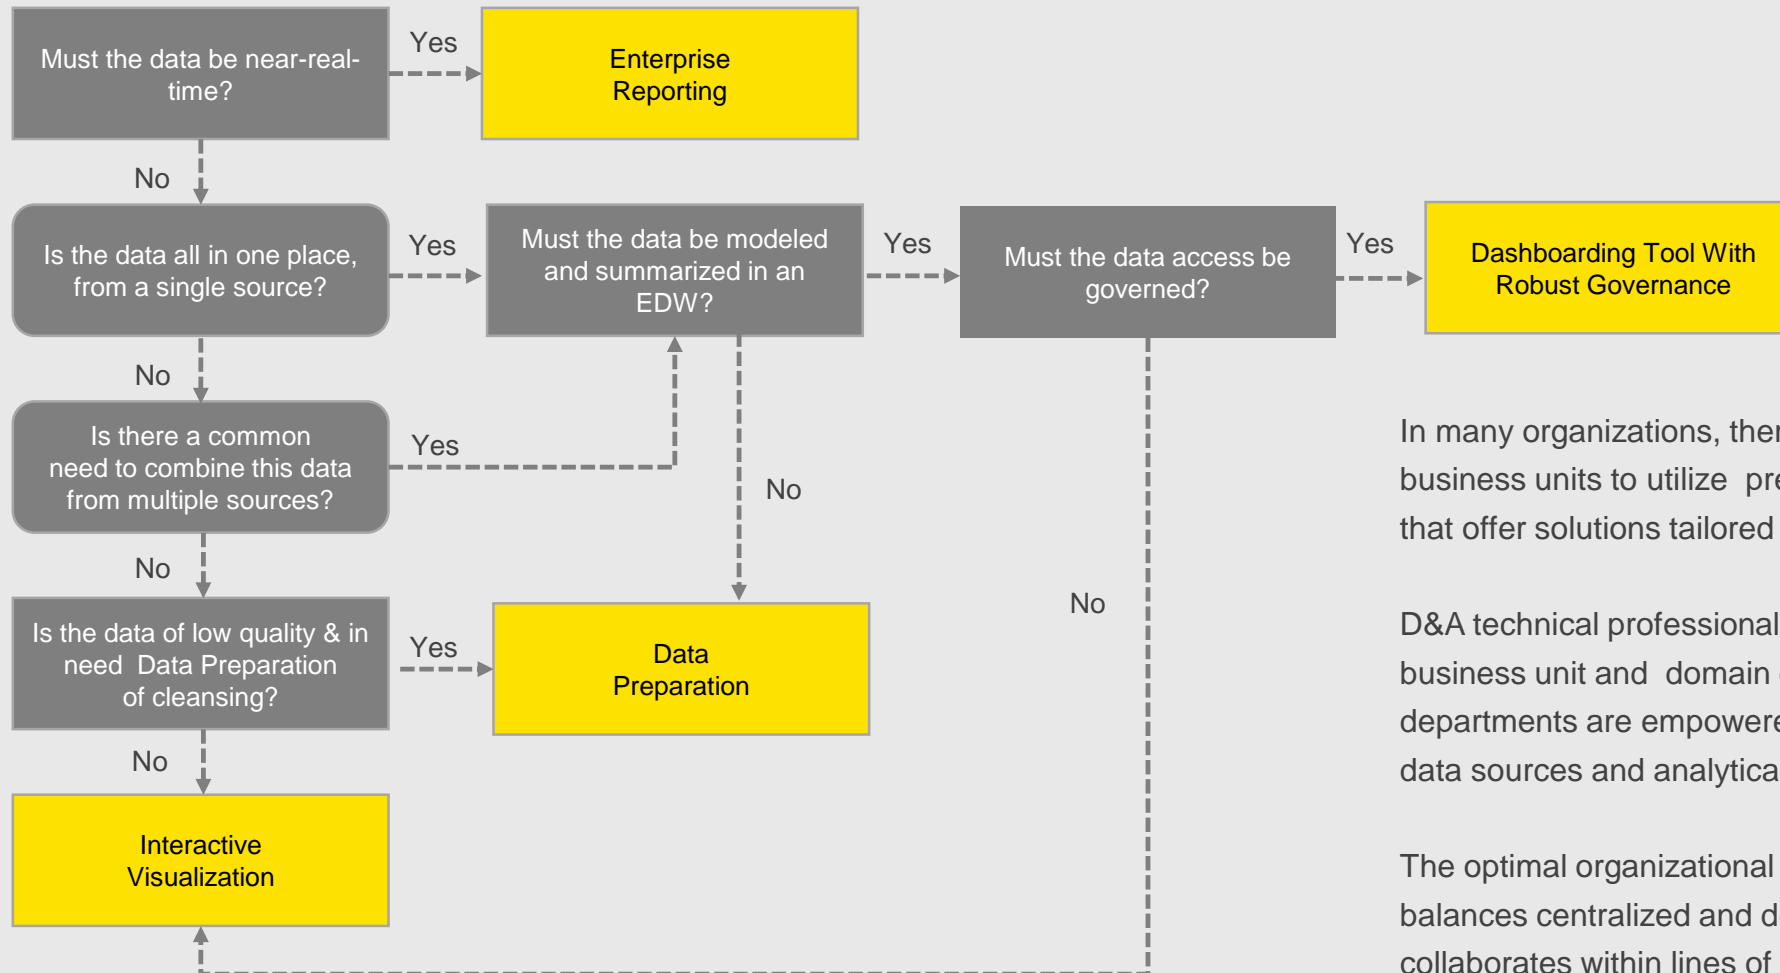 Must the data be near-real-
time?
Yes
Enterprise
Reporting
No
Is the data all in one place,
from a single source?
Yes
Must the data be modeled
and summarized in an
EDW?
Yes
Must the data access be
governed?
Yes
Dashboarding Tool With
Robust Governance
No
Is there a common
need to combine this data
from multiple sources?
Yes
No
No
Is the data of low quality & in
need Data Preparation
of cleansing?
Yes
Data
Preparation
No
No
Interactive
Visualization
In many organizations,
business units to utilize
that offer solutions tailored
D&A technical
business unit and domain
departments are
data sources and
The optimal organizational
balances centralized and
collaborates within lines of